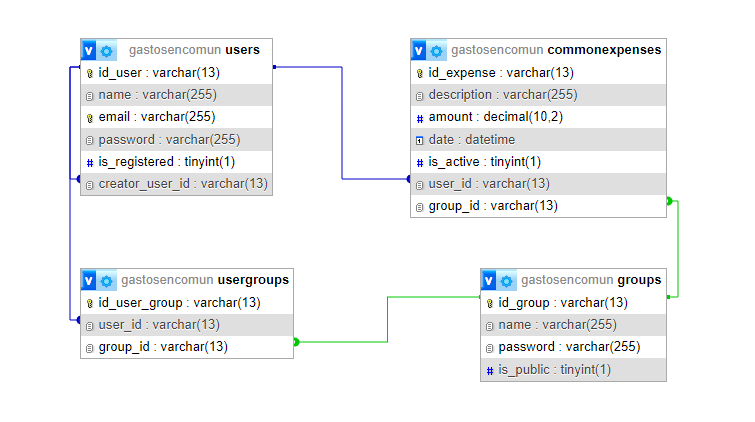 v gastosencomun users
id_user : varchar(13)
name : varchar(255)
email : varchar(255)
password : varchar(255)
# is_registered : tinyint(1)
creator_user_id : varchar(13)
v gastosencomun commonexpenses
id_expense : varchar(13)
description : varchar(255)
# amount : decimal(10,2)
date : datetime
# is_active : tinyint(1)
user_id : varchar(13)
group_id : varchar(13)
v gastosencomun usergroups
id_user_group : varchar(13)
user_id : varchar(13)
group_id : varchar(13)
v gastosencomun groups
id_group : varchar(13)
name : varchar(255)
password : varchar(255)
# is_public : tinyint(1)